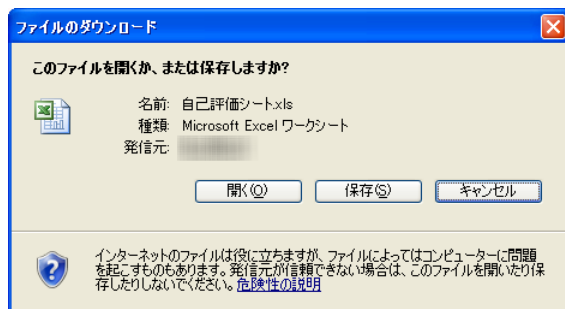 ファイルのダウンロード
このファイルを開くか、または保存しますか?
名前: 自己評価シート.xls
種類: Microsoft Excel ワークシート
発信元:
開く(O)
保存(S)
キャンセル
インターネットのファイルは役に立ちますが、ファイルによってはコンピューターに問題
を起こすものもあります。発信元が信頼できない場合は、このファイルを開いたり保
存したりしないでください。危険性の説明